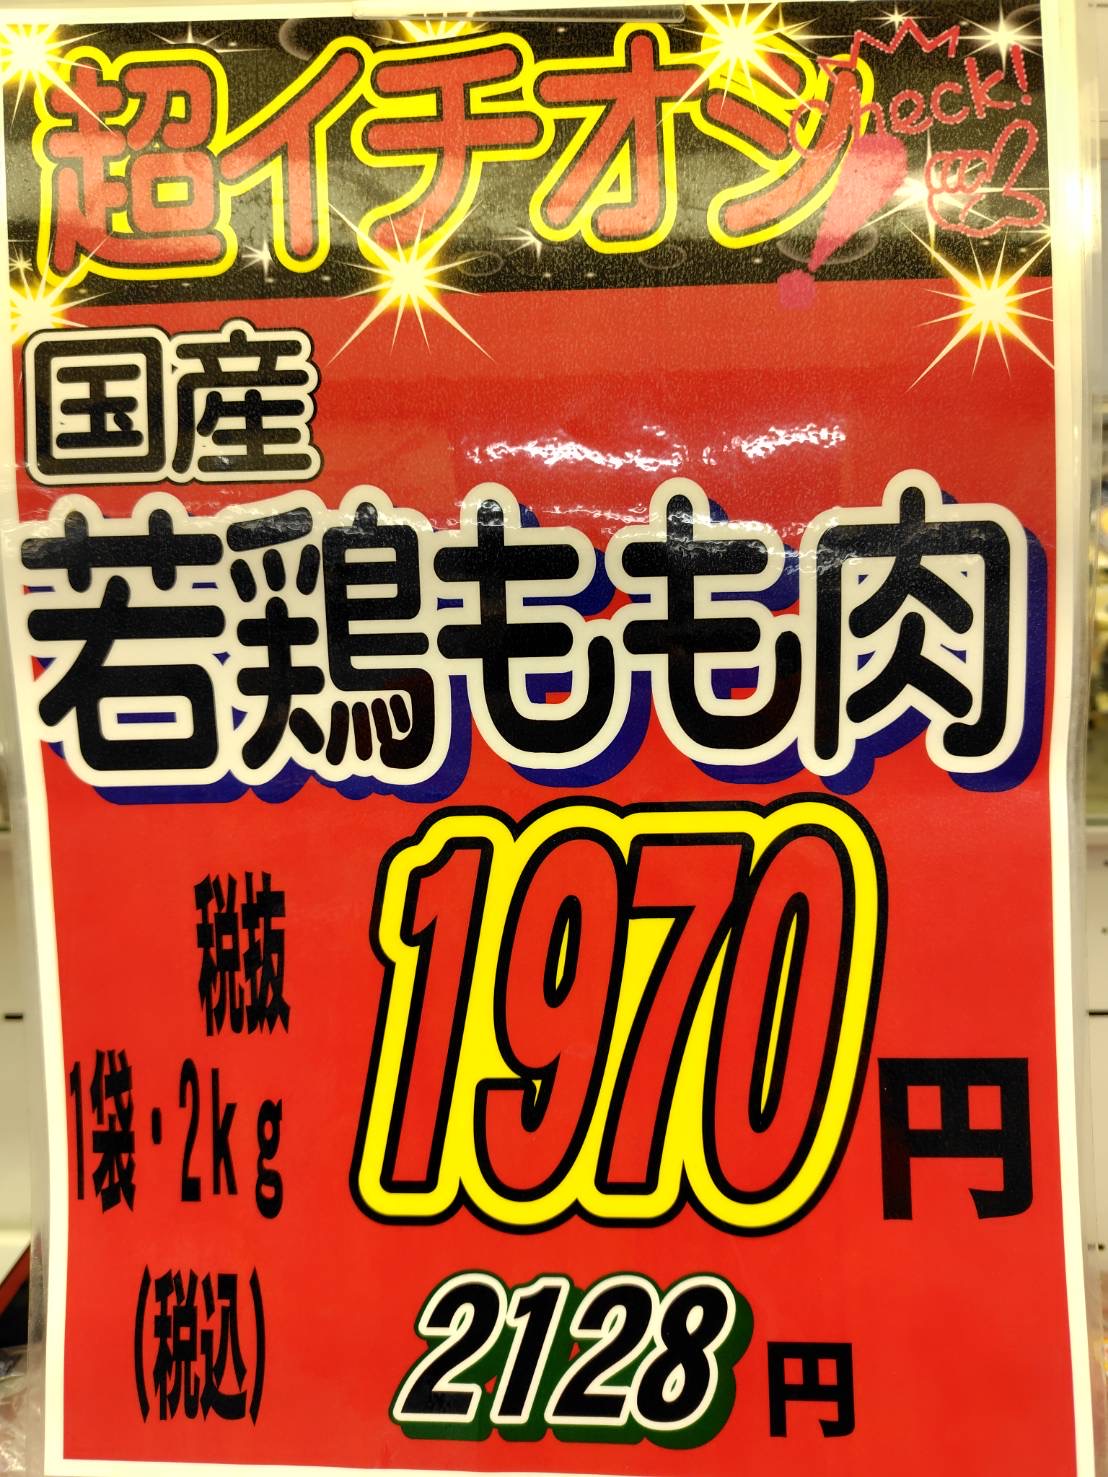 超イチオシ
check!
国産
若鶏もも肉
税抜
1袋・2kg
1970円
(税込)
2128円